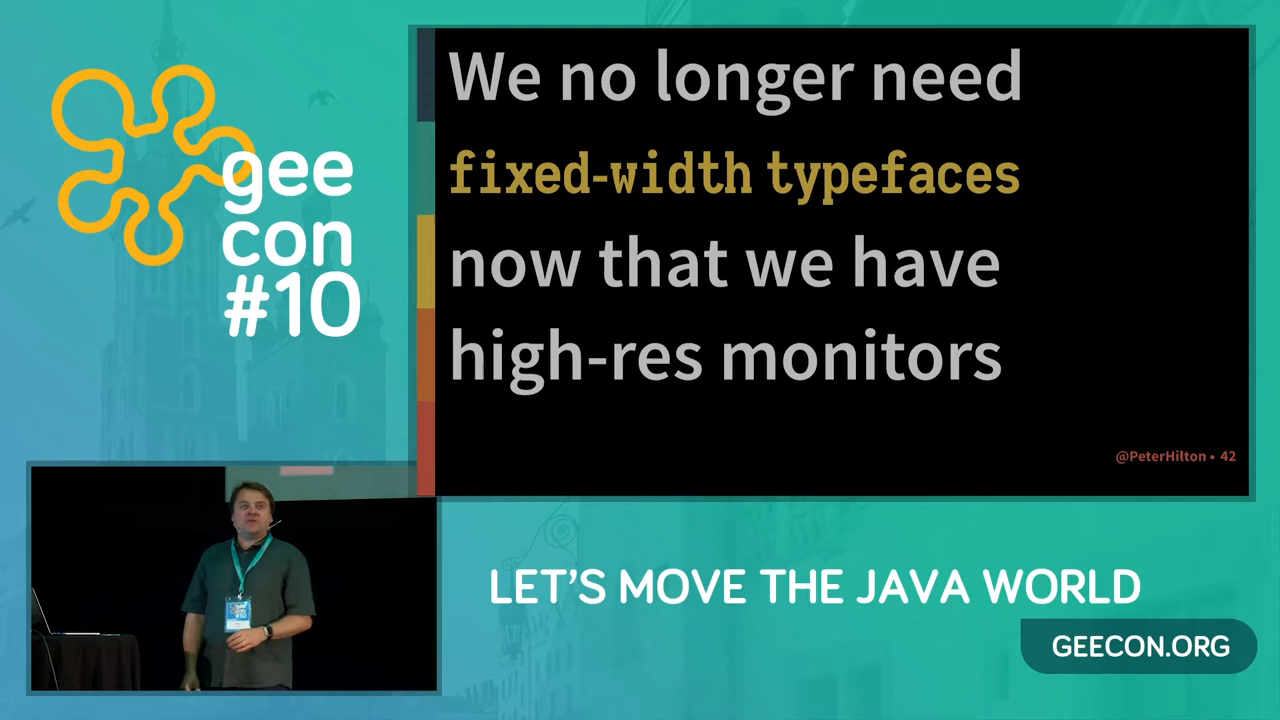 gee
con
#10
We no longer need
fixed-width typefaces
now that we have
high-res monitors
@PeterHilton • 42
LET'S MOVE THE JAVA WORLD
GEECON.ORG